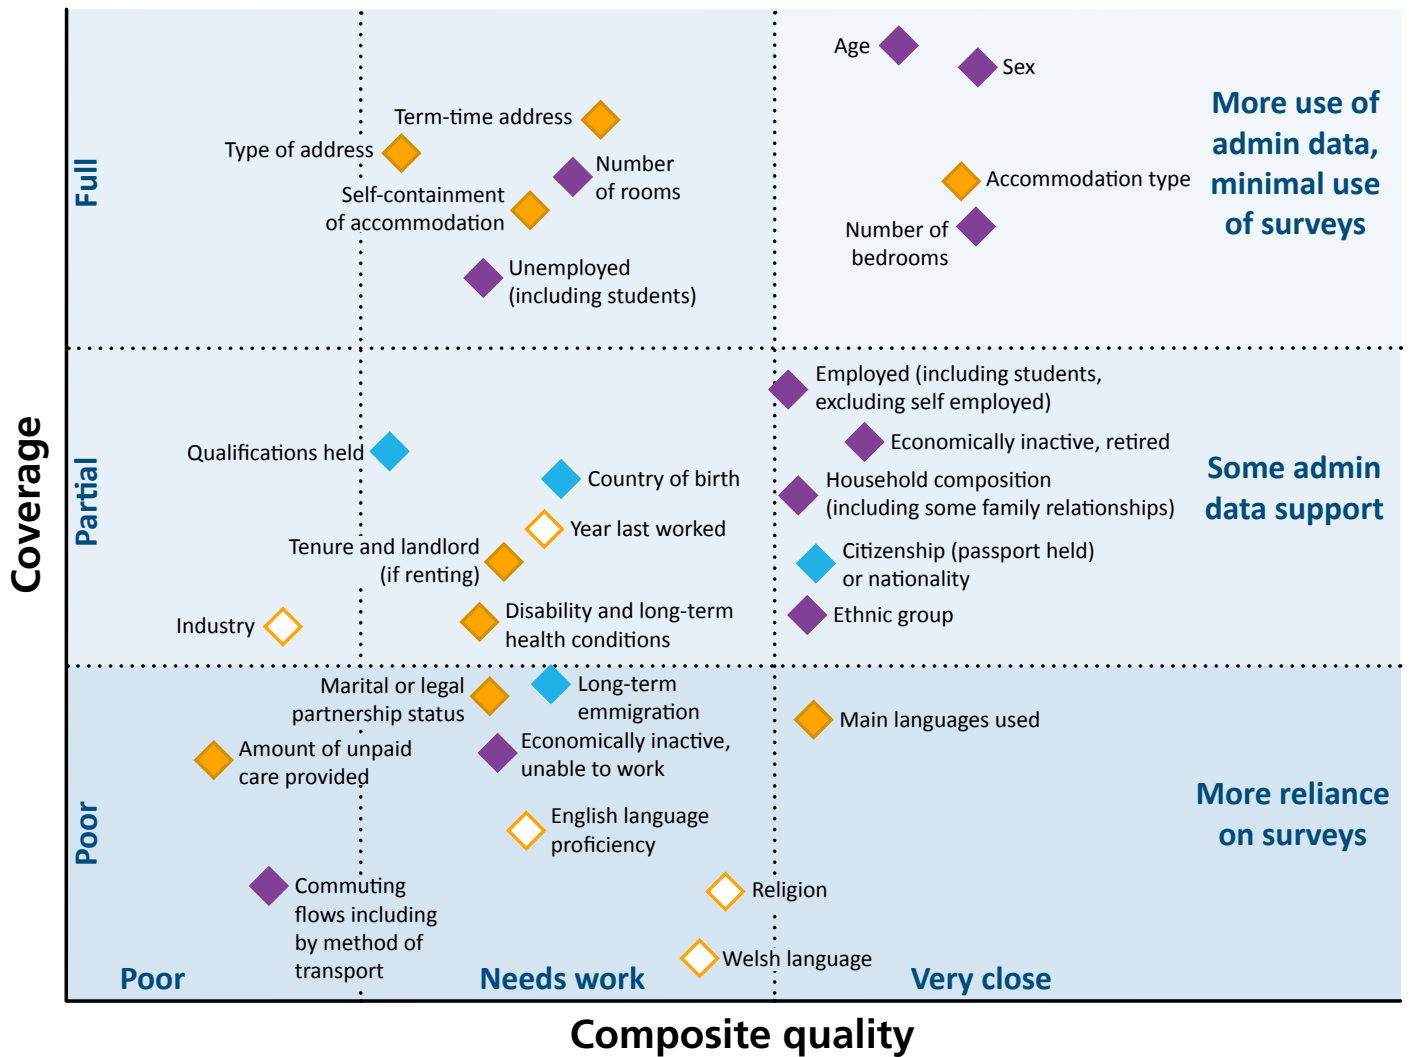 Age
Sex
More use of
admin data,
minimal use
of surveys
Term-time address
Type of address
Number
of rooms
Self-containment
of accommodation
Accommodation type
Number of
bedrooms
Unemployed
(including students)
Full
Employed (including students,
excluding self employed)
Qualifications held
Economically inactive, retired
Country of birth
Household composition
(including some family relationships)
Some admin
data support
Year last worked
Tenure and landlord
(if renting)
Citizenship (passport held)
or nationality
Industry
Disability and long-term
health conditions
Ethnic group
Partial
Coverage
Marital or legal
partnership status
Long-term
emmigration
Main languages used
Amount of unpaid
care provided
Economically inactive,
unable to work
English language
proficiency
More reliance
on surveys
Poor
Commuting
flows including
by method of
transport
Religion
Welsh language
Poor
Needs work
Very close
Composite quality